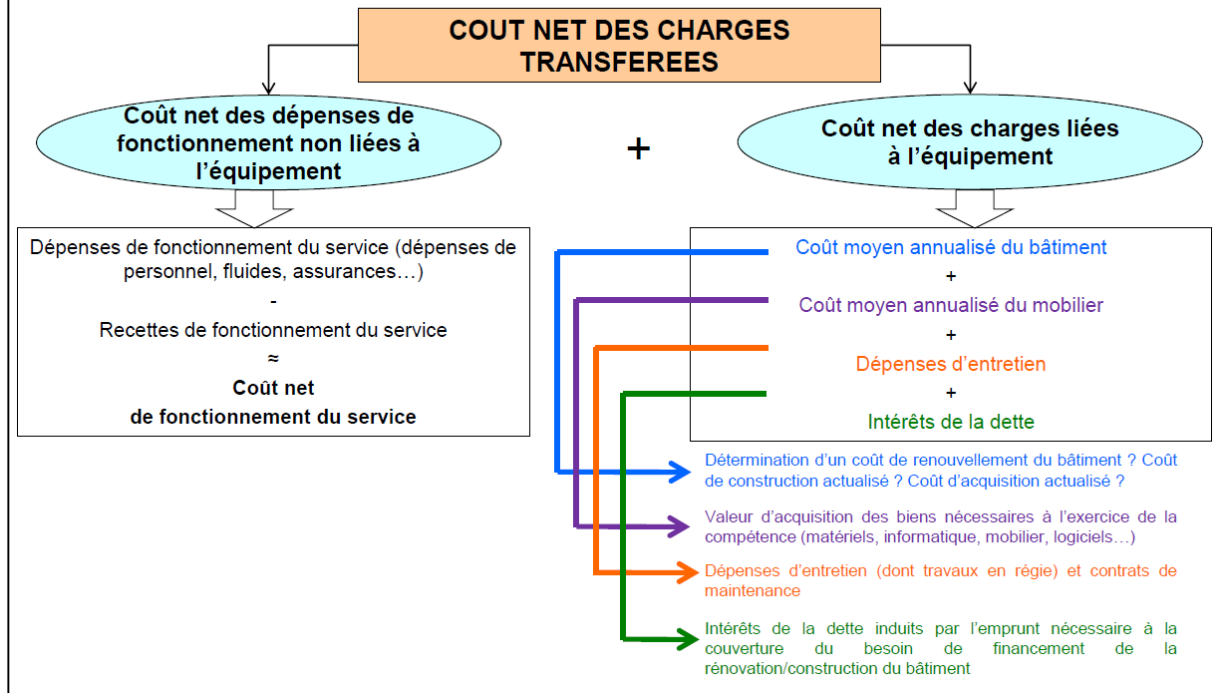 COUT NET DES CHARGES
TRANSFEREES
Coût net des dépenses de
fonctionnement non liées à
l’équipement
+
Coût net des charges liées
à l’équipement
Dépenses de fonctionnement du service (dépenses de
personnel, fluides, assurances…)
-
Recettes de fonctionnement du service
≈
Coût net
de fonctionnement du service
Coût moyen annualisé du bâtiment
+
Coût moyen annualisé du mobilier
+
Dépenses d’entretien
+
Intérêts de la dette
Détermination d’un coût de renouvellement du bâtiment ? Coût
de construction actualisé ? Coût d’acquisition actualisé ?
Valeur d’acquisition des biens nécessaires à l’exercice de la
compétence (matériels, informatique, mobilier, logiciels…)
Dépenses d’entretien (dont travaux en régie) et contrats de
maintenance
Intérêts de la dette induits par l’emprunt nécessaire à la
couverture du besoin de financement de la
rénovation/construction du bâtiment